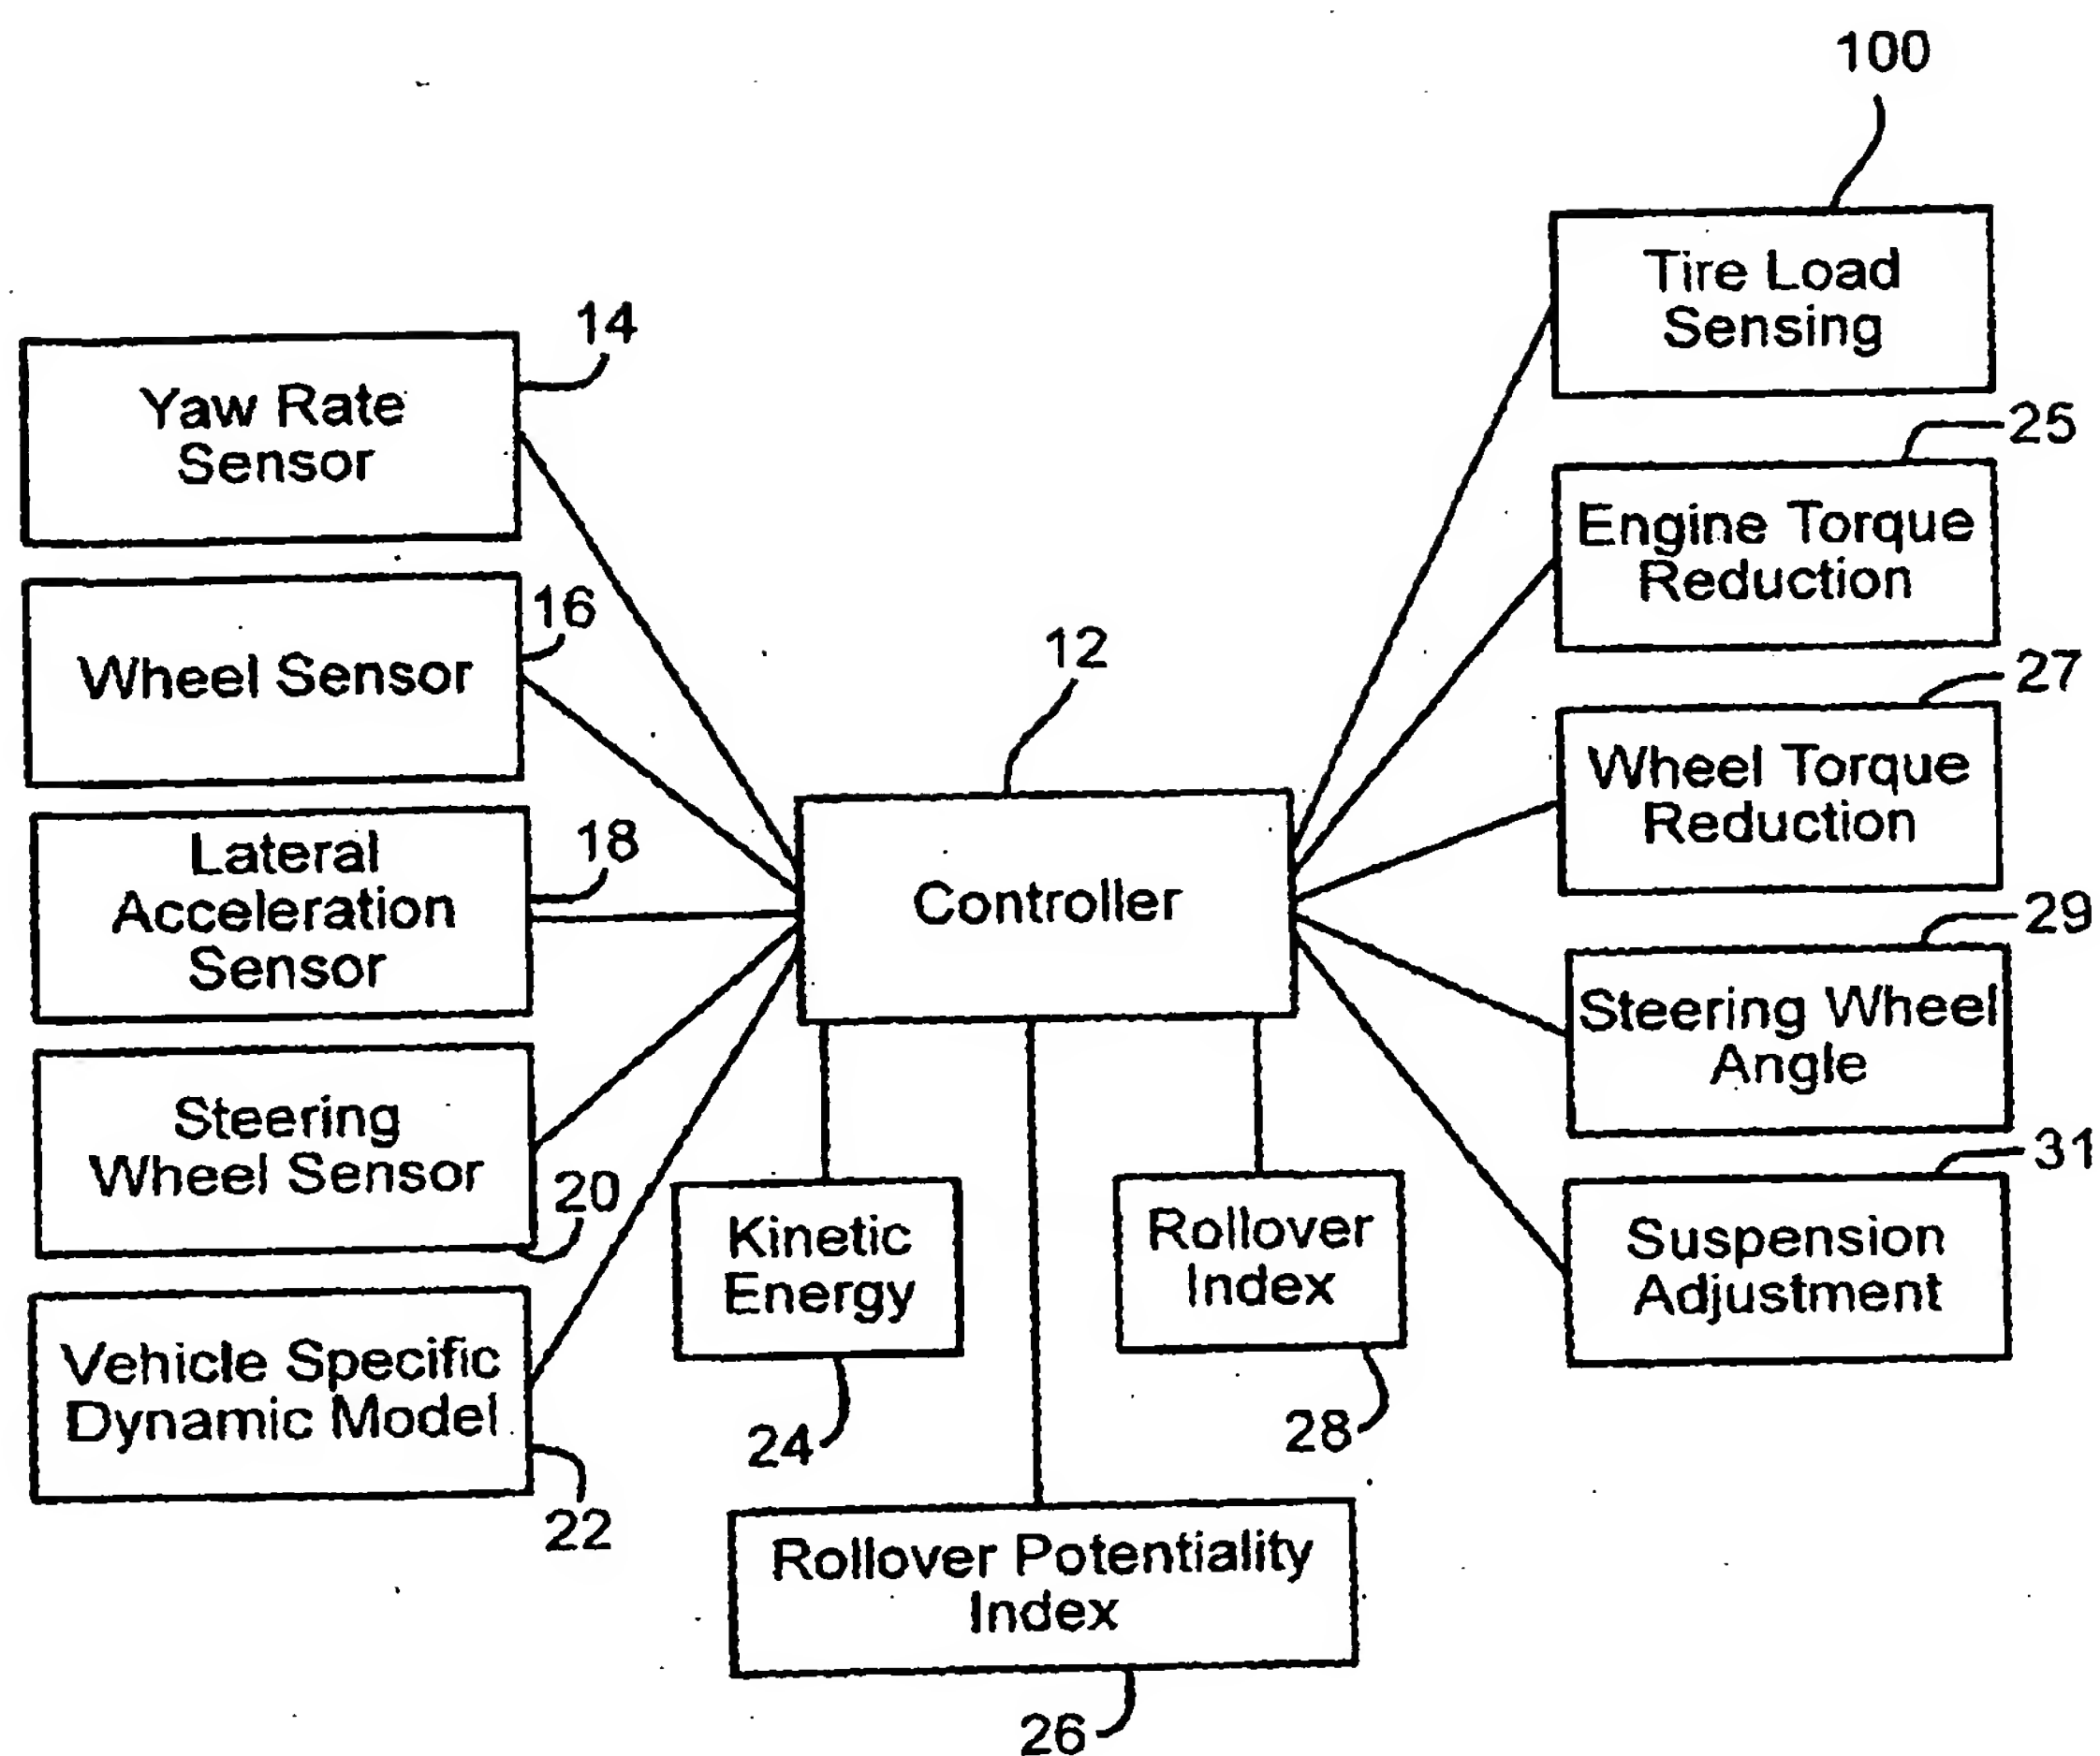 100
Tire Load
Sensing
14
Yaw Rate
Sensor
25
Engine Torque
Reduction
16
Wheel Sensor
12
27
Wheel Torque
Reduction
18
Lateral
Acceleration
Sensor
Controller
29
Steering Wheel
Angle
Steering
Wheel Sensor
20
31
Kinetic
Energy
24
Rollover
Index
28
Suspension
Adjustment
Vehicle Specific
Dynamic Model
22
Rollover Potentiality
Index
26